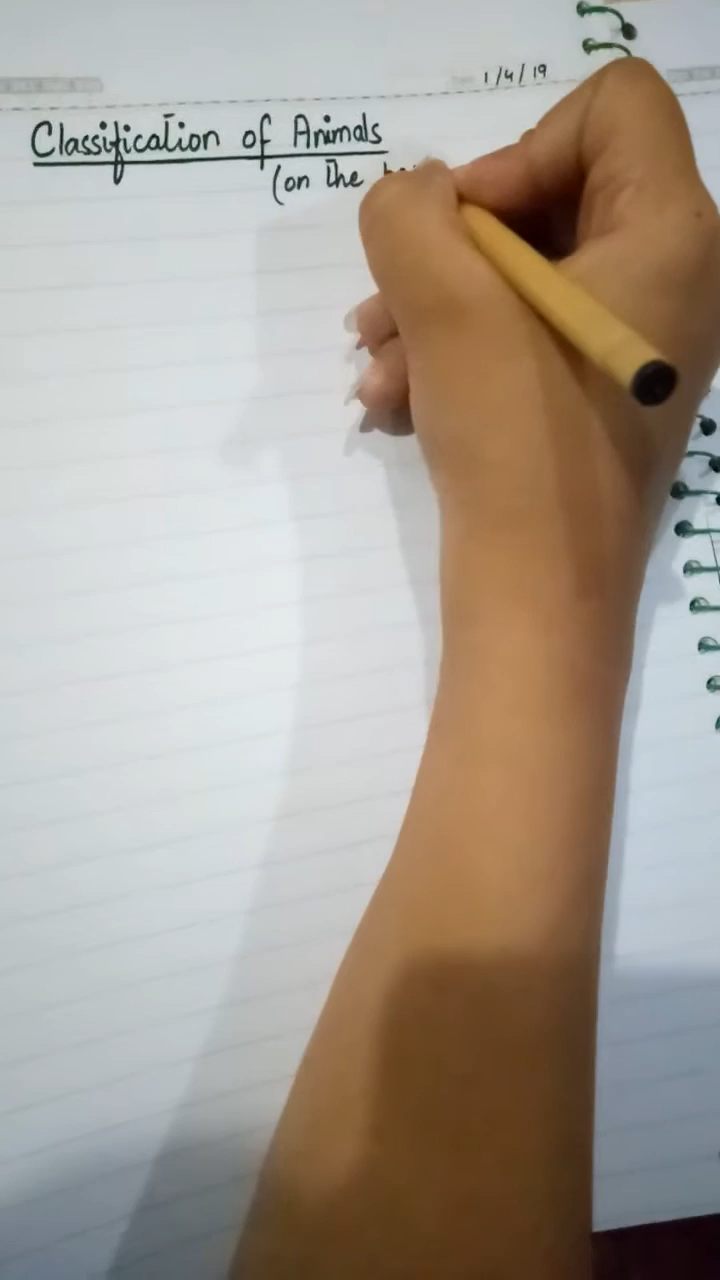 1/4/19
Classification of Animals
(on the